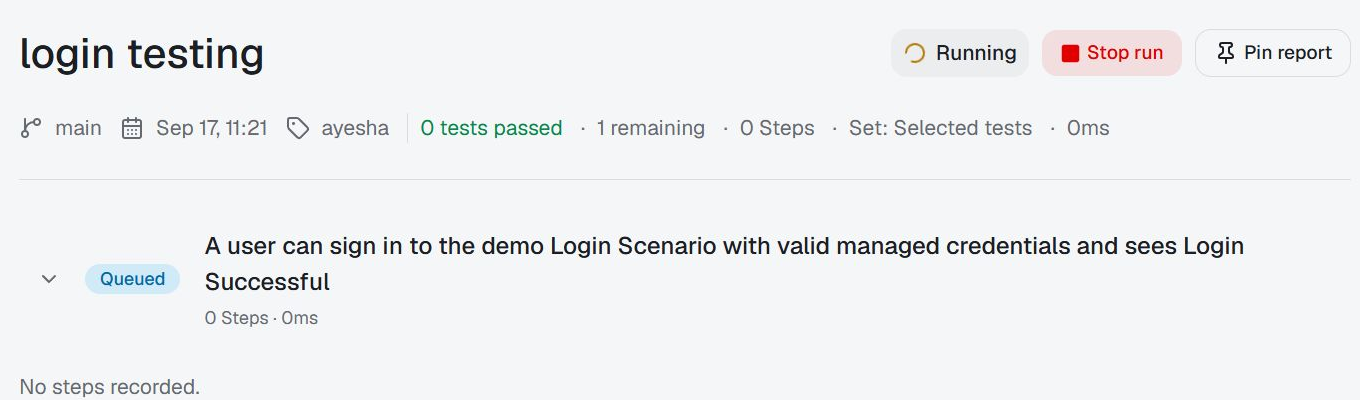 login testing
Running
Stop run
Pin report
main Sep 17, 11:21 ayesha 0 tests passed · 1 remaining · 0 Steps · Set: Selected tests · 0ms
Queued
A user can sign in to the demo Login Scenario with valid managed credentials and sees Login
Successful
0 Steps · 0ms
No steps recorded.